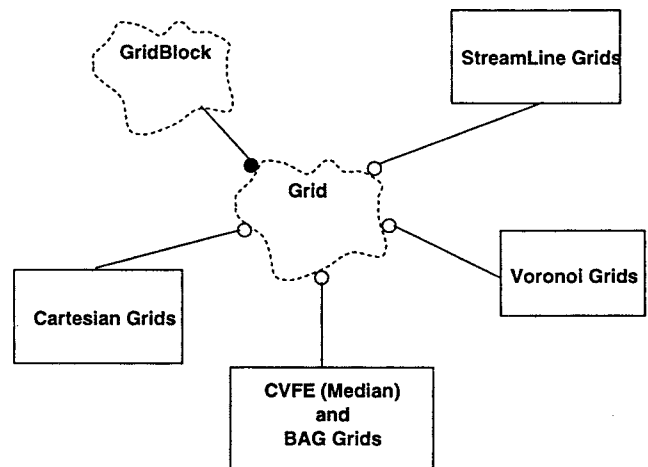 GridBlock
StreamLine Grids
Grid
Voronoi Grids
Cartesian Grids
CVFE (Median)
and
BAG Grids